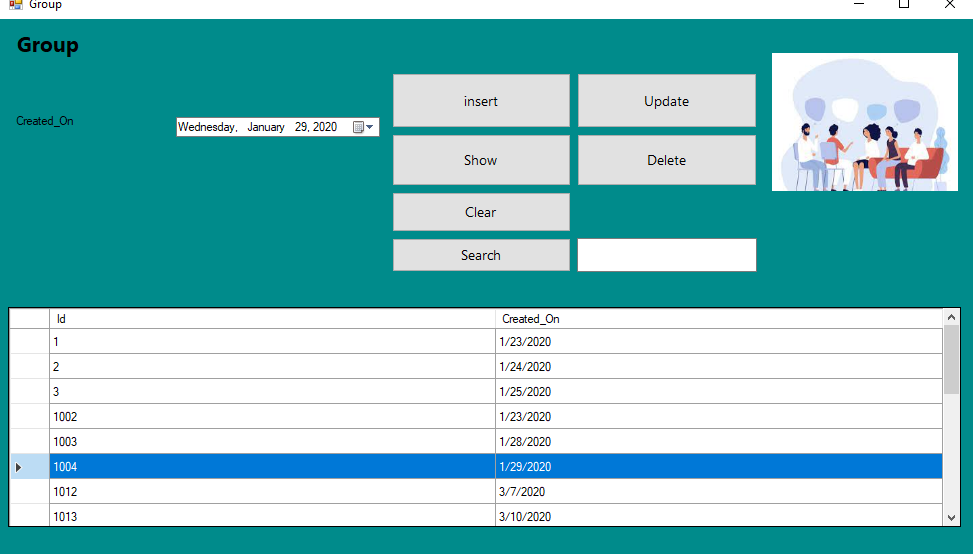 Group
Group
Created_On
Wednesday, January 29, 2020
insert
Update
Show
Delete
Clear
Search
Id Created_On
1 1/23/2020
2 1/24/2020
3 1/25/2020
1002 1/23/2020
1003 1/28/2020
1004 1/29/2020
1012 3/7/2020
1013 3/10/2020